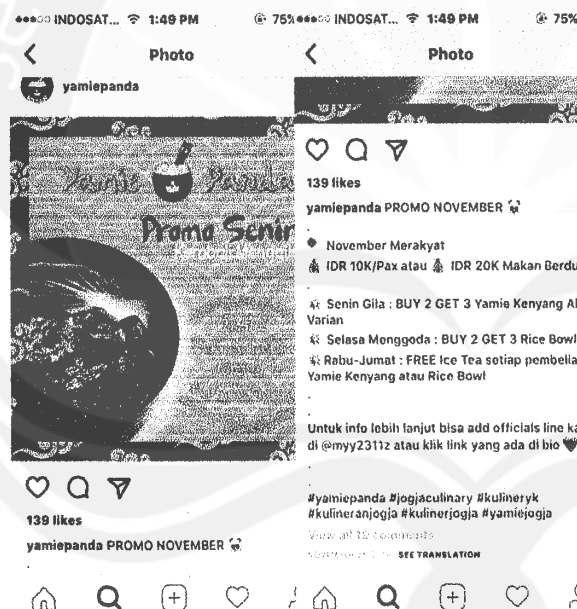 INDOSAT... 1:49 PM 75%
Photo
yamiepanda
Yamie Panda
Promo Senin
139 likes
yamiepanda PROMO NOVEMBER
.
INDOSAT... 1:49 PM 75%
Photo
139 likes
yamiepanda PROMO NOVEMBER
.
November Merakyat
IDR 10K/Pax atau IDR 20K Makan Berdu
.
Senin Gila : BUY 2 GET 3 Yamie Kenyang Al
Varian
Selasa Menggoda : BUY 2 GET 3 Rice Bowl
Rabu-Jumat : FREE Ice Tea setiap pembelia
Yamie Kenyang atau Rice Bowl
.
.
Untuk info lebih lanjut bisa add officials line ka
di @myy2311z atau klik link yang ada di bio
.
.
#yamiepanda #jogjaculinary #kulineryk
#kulineranjogja #kulinerjogja #yamiejogja
View all 12 comments
SEE TRANSLATION